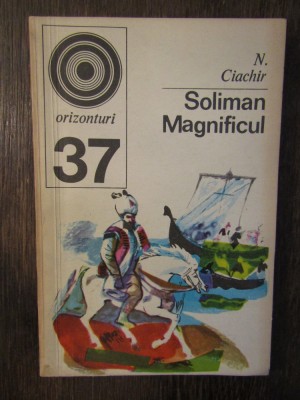 N.
Ciachir
orizonturi
37
Soliman
Magnificul